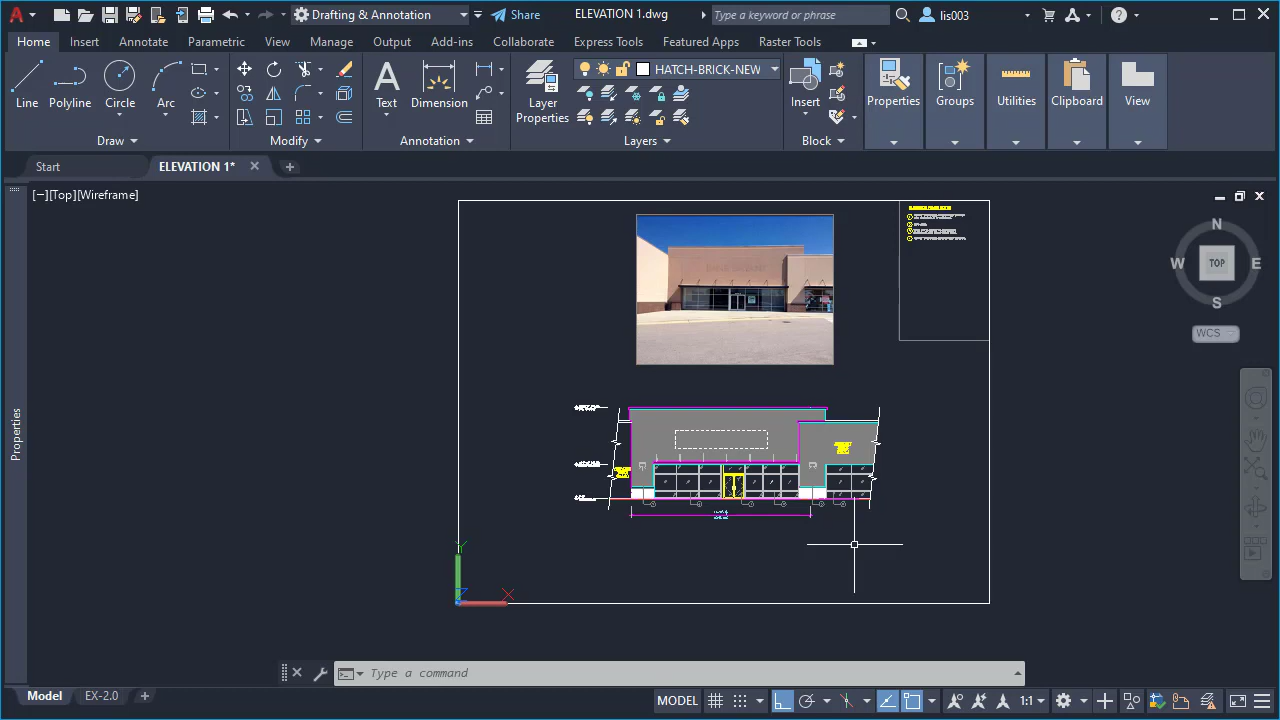 Drafting & Annotation
Share
ELEVATION 1.dwg
Type a keyword or phrase
lis003
Home Insert Annotate Parametric View Manage Output Add-ins Collaborate Express Tools Featured Apps Raster Tools
HATCH-BRICK-NEW
Line Polyline Circle Arc Text Dimension Layer Properties Insert Properties Groups Utilities Clipboard View
Draw Modify Annotation Layers Block
Start ELEVATION 1*
[−][Top][Wireframe]
N
W TOP E
S
WCS
Properties
Y
Z X
Type a command
Model EX-2.0
MODEL 1:1